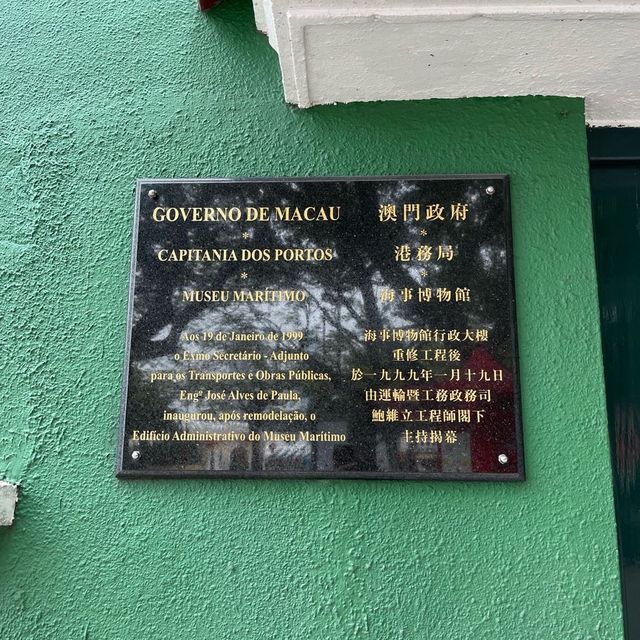 GOVERNO DE MACAU
*
CAPITANIA DOS PORTOS
*
MUSEU MARÍTIMO
Aos 19 de Janeiro de 1999
o Exmo Secretário - Adjunto
para os Transportes e Obras Públicas,
Engº José Alves de Paula,
inaugurou, após remodelação, o
Edifício Administrativo do Museu Marítimo
澳門政府
*
港務局
*
海事博物館
海事博物館行政大樓
重修工程後
於一九九九年一月十九日
由運輸暨工務政務司
鮑維立工程師閣下
主持揭幕